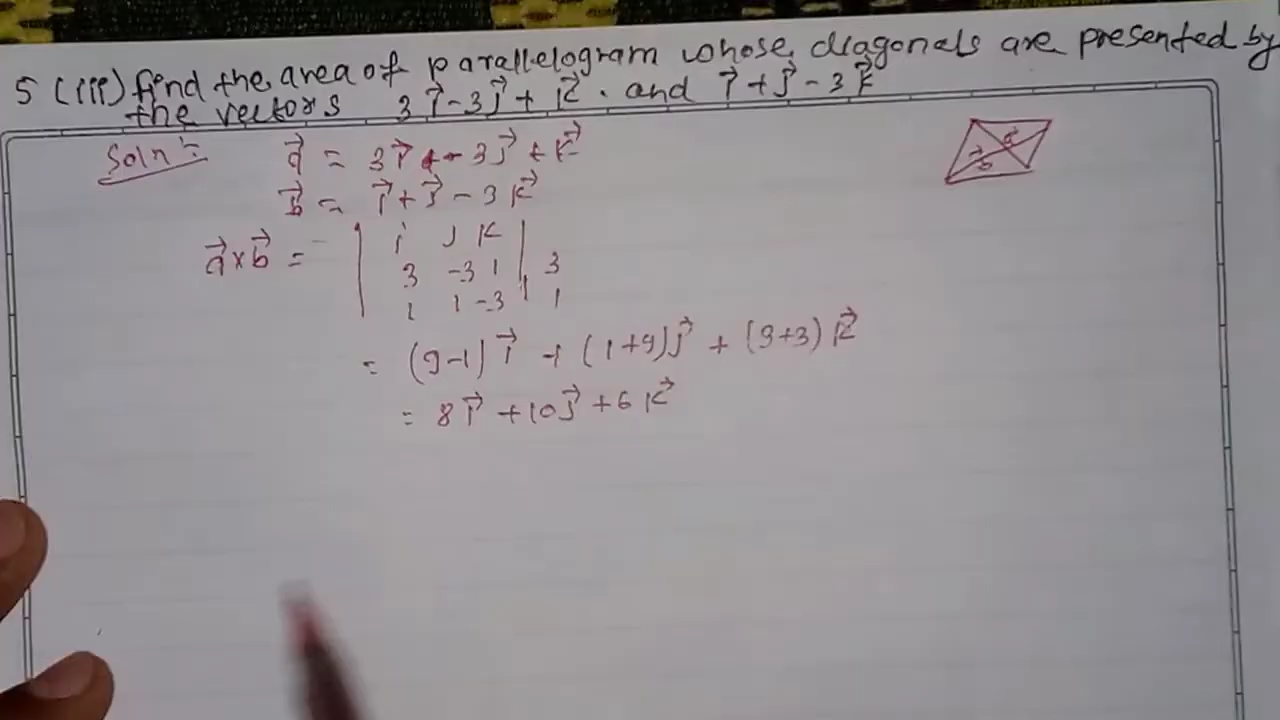 5 (iii) find the area of parallelogram whose diagonals are presented by
the vectors 3i⃗ - 3j⃗ + k⃗ . and i⃗ + j⃗ - 3k⃗
Soln :- a⃗ = 3i⃗ - 3j⃗ + k⃗
b⃗ = i⃗ + j⃗ - 3k⃗
a⃗ b⃗
a⃗ × b⃗ = | i j k |
3 -3 1 | 3
1 1 -3 | 1
= (9-1) i⃗ + (1+9) j⃗ + (3+3) k⃗
= 8i⃗ + 10j⃗ + 6k⃗